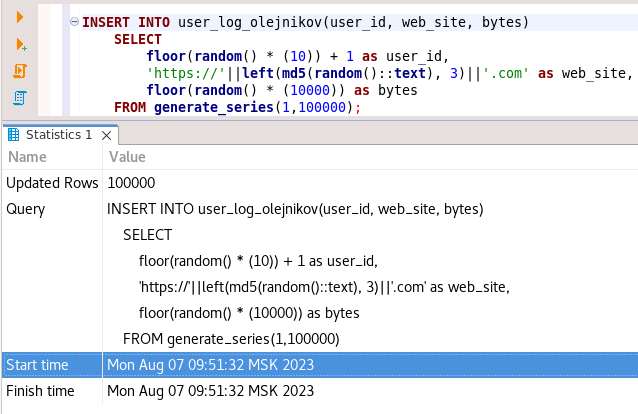 INSERT INTO user_log_olejnikov(user_id, web_site, bytes)
SELECT
floor(random() * (10)) + 1 as user_id,
'https://'||left(md5(random()::text), 3)||'.com' as web_site,
floor(random() * (10000)) as bytes
FROM generate_series(1,100000);
Statistics 1
Name Value
Updated Rows 100000
Query INSERT INTO user_log_olejnikov(user_id, web_site, bytes)
SELECT
floor(random() * (10)) + 1 as user_id,
'https://'||left(md5(random()::text), 3)||'.com' as web_site,
floor(random() * (10000)) as bytes
FROM generate_series(1,100000)
Start time Mon Aug 07 09:51:32 MSK 2023
Finish time Mon Aug 07 09:51:32 MSK 2023